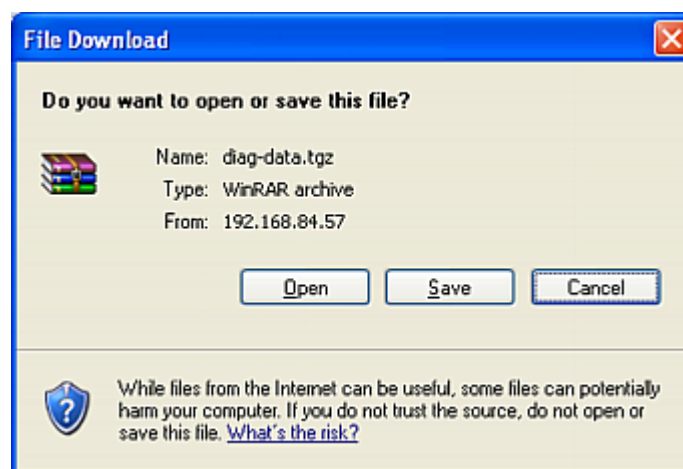 File Download
Do you want to open or save this file?
Name: diag-data.tgz
Type: WinRAR archive
From: 192.168.84.57
Open Save Cancel
While files from the Internet can be useful, some files can potentially
harm your computer. If you do not trust the source, do not open or
save this file. What's the risk?